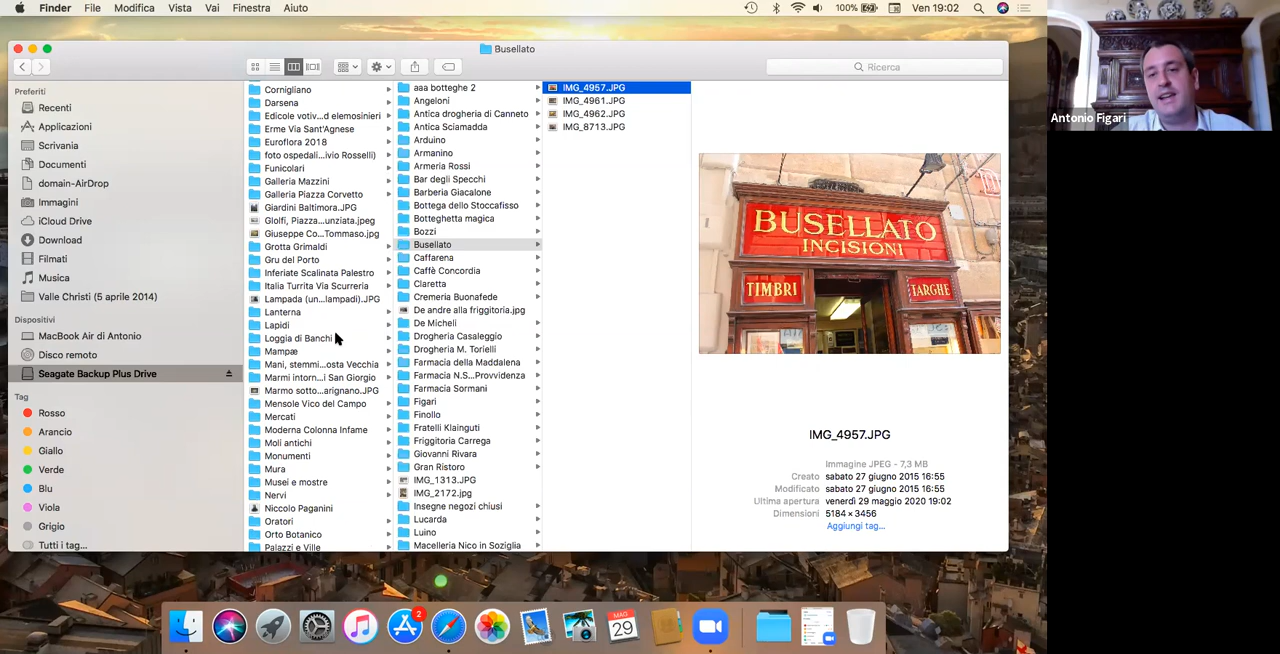 Finder File Modifica Vista Vai Finestra Aiuto 100% Ven 19:02
Busellato
Ricerca
Preferiti
Recenti
Applicazioni
Scrivania
Documenti
domain-AirDrop
Immagini
iCloud Drive
Download
Filmati
Musica
Valle Christi (5 aprile 2014)
Dispositivi
MacBook Air di Antonio
Disco remoto
Seagate Backup Plus Drive
Tag
Rosso
Arancio
Giallo
Verde
Blu
Viola
Grigio
Tutti i tag...
Cornigliano
Darsena
Edicole votiv...d elemosinieri
Erme Via Sant'Agnese
Euroflora 2018
foto ospedali...ivio Rosselli)
Funicolari
Galleria Mazzini
Galleria Piazza Corvetto
Giardini Baltimora.JPG
Glolfi, Piazza...unziata.jpeg
Giuseppe Co...Tommaso.jpg
Grotta Grimaldi
Gru del Porto
Inferiate Scalinata Palestro
Italia Turrita Via Scurreria
Lampada (un...lampadi).JPG
Lanterna
Lapidi
Loggia di Banchi
Mampæ
Mani, stemmi...osta Vecchia
Marmi intorn...i San Giorgio
Marmo sotto...arignano.JPG
Mensole Vico del Campo
Mercati
Moderna Colonna Infame
Moli antichi
Monumenti
Mura
Musei e mostre
Nervi
Niccolo Paganini
Oratori
Orto Botanico
Palazzi e Ville
aaa botteghe 2
Angeloni
Antica drogheria di Canneto
Antica Sciamadda
Arduino
Armanino
Armeria Rossi
Bar degli Specchi
Barberia Giacalone
Bottega dello Stoccafisso
Botteghetta magica
Bozzi
Busellato
Caffarena
Caffè Concordia
Claretta
Cremeria Buonafede
De andre alla friggitoria.jpg
De Micheli
Drogheria Casaleggio
Drogheria M. Torielli
Farmacia della Maddalena
Farmacia N.S...Provvidenza
Farmacia Sormani
Figari
Finollo
Fratelli Klainguti
Friggitoria Carrega
Giovanni Rivara
Gran Ristoro
IMG_1313.JPG
IMG_2172.jpg
Insegne negozi chiusi
Lucarda
Luino
Macelleria Nico in Soziglia
IMG_4957.JPG
IMG_4961.JPG
IMG_4962.JPG
IMG_8713.JPG
BUSELLATO
INCISIONI
TIMBRI
TARGHE
IMG_4957.JPG
Immagine JPEG - 7,3 MB
Creato sabato 27 giugno 2015 16:55
Modificato sabato 27 giugno 2015 16:55
Ultima apertura venerdì 29 maggio 2020 19:02
Dimensioni 5184 × 3456
Aggiungi tag...
Antonio Figari
2
MAG
29